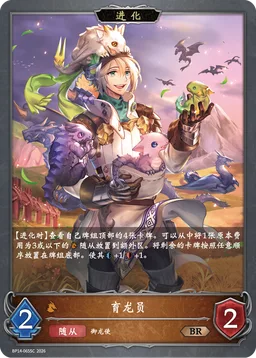 进化
【进化时】查看自己牌组顶部的4张卡牌。可以从中将1张原本费
用为3或以下的 随从放置到额外区。将剩余的卡牌按照任意顺
序放置在牌组底部。使其 +1/ +1。
育龙员
2
随从
御龙使
BR
2
BP14-065SC 2026